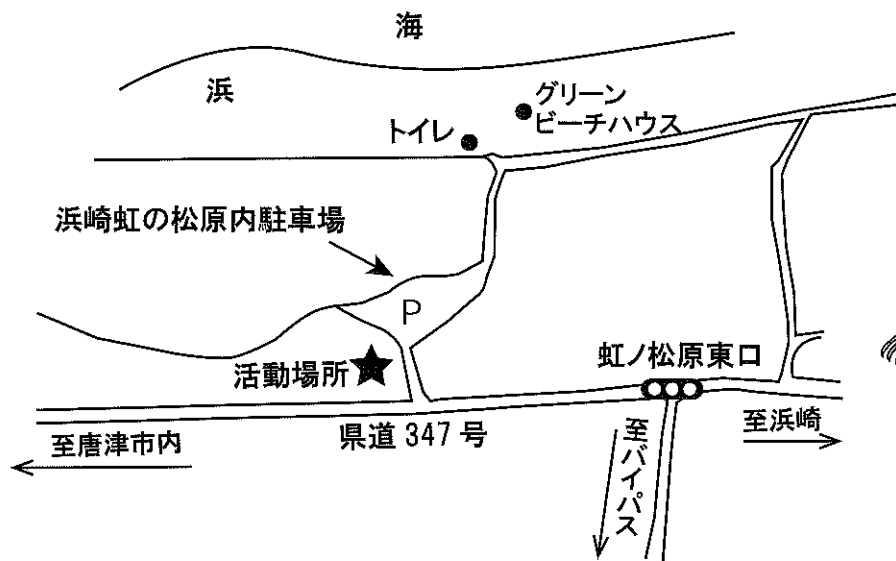 海
浜
グリーン
ビーチハウス
トイレ
浜崎虹の松原内駐車場
P
虹ノ松原東口
活動場所
至浜崎
県道 347 号
至唐津市内
至バイパス